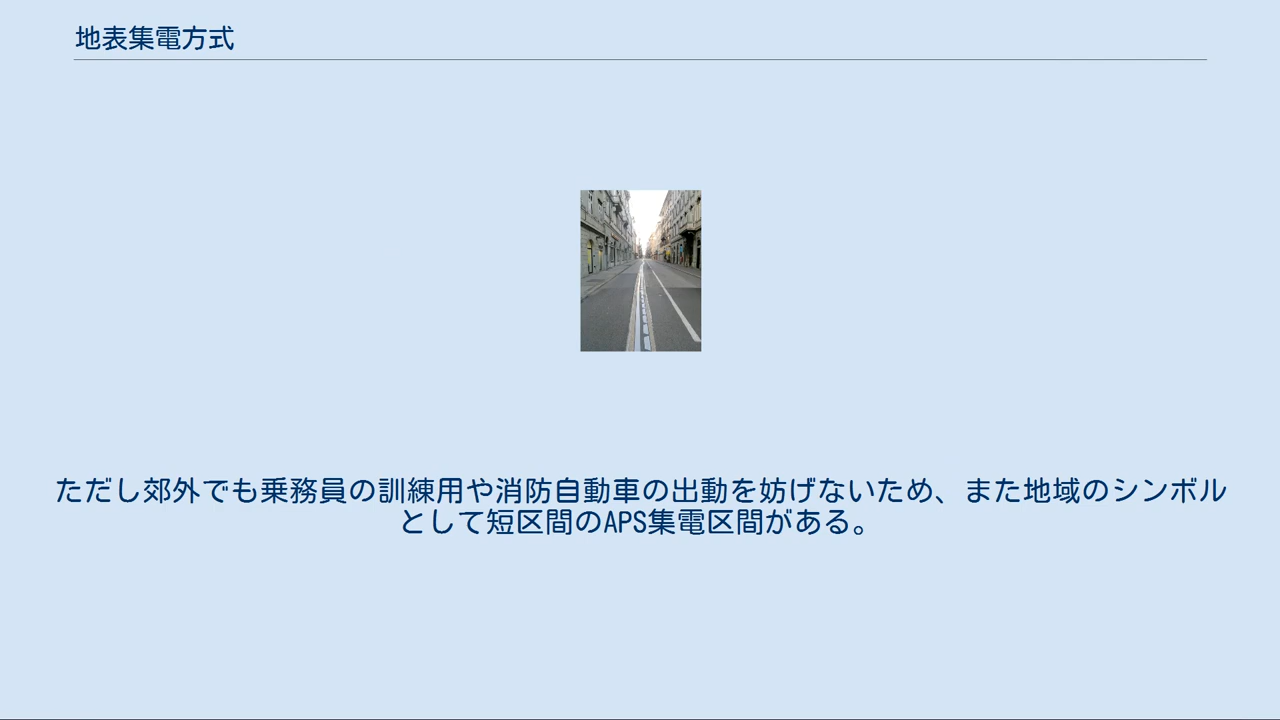 地表集電方式
ただし郊外でも乗務員の訓練用や消防自動車の出動を妨げないため、また地域のシンボル
として短区間のAPS集電区間がある。